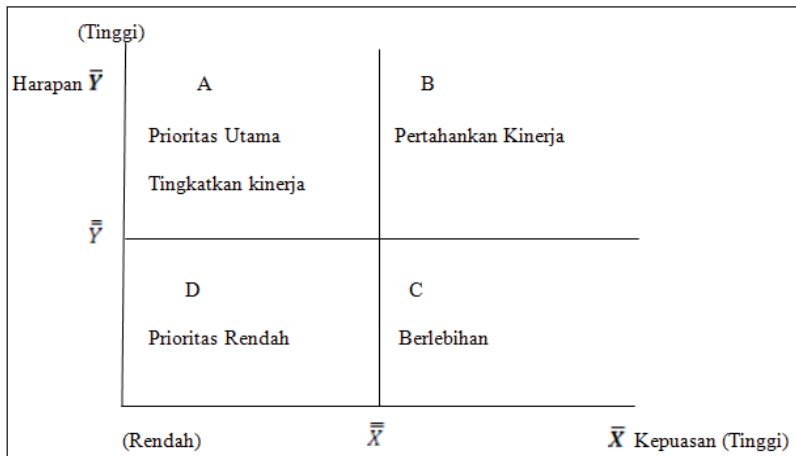 (Tinggi)
Harapan Y̅
A
B
Prioritas Utama
Pertahankan Kinerja
Tingkatkan kinerja
Y̿
D
C
Prioritas Rendah
Berlebihan
(Rendah)
X̿
X̅ Kepuasan (Tinggi)